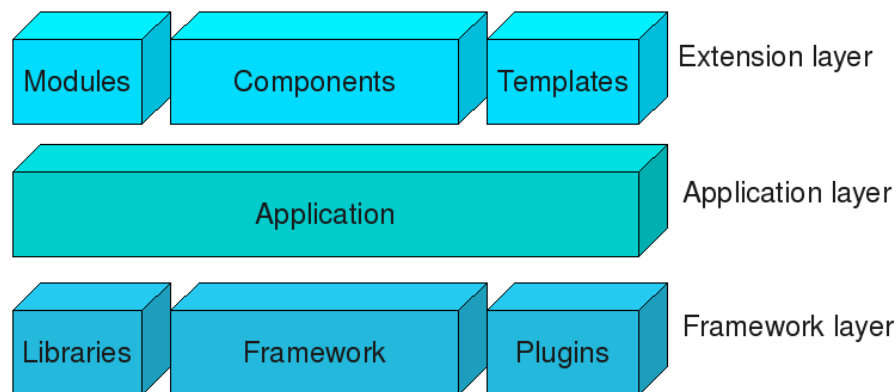 Modules Components Templates Extension layer
Application Application layer
Libraries Framework Plugins Framework layer